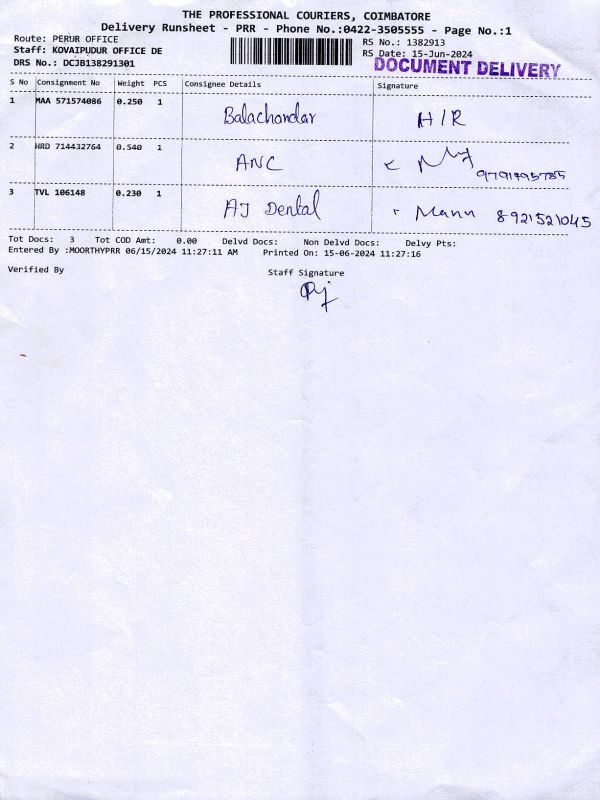 THE PROFESSIONAL COURIERS, COIMBATORE
Delivery Runsheet - PRR - Phone No.:0422-3505555 - Page No.:1
Route: PERUR OFFICE
Staff: KOVAIPUDUR OFFICE DE
DRS No.: DCJB138291301
RS No.: 1382913
RS Date: 15-Jun-2024
DOCUMENT DELIVERY
S No Consignment No Weight PCS Consignee Details Signature
1 MAA 571574086 0.250 1 Balachandar H/R
2 HRD 714432764 0.540 1 ANC
9791995785
3 TVL 106148 0.230 1 AJ Dental Manu 8921521045
Tot Docs: 3 Tot COD Amt: 0.00 Delvd Docs: Non Delvd Docs: Delvy Pts:
Entered By :MOORTHYPRR 06/15/2024 11:27:11 AM Printed On: 15-06-2024 11:27:16
Verified By Staff Signature